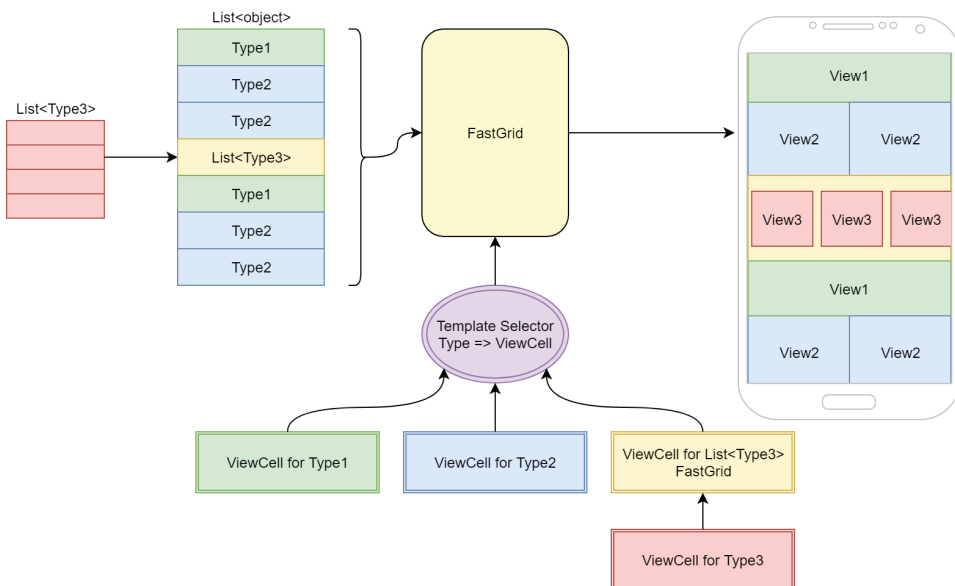 List<object>
Type1
Type2
Type2
List<Type3>
Type1
Type2
Type2
List<Type3>
FastGrid
View1
View2 View2
View3 View3 View3
View1
View2 View2
Template Selector
Type => ViewCell
ViewCell for Type1
ViewCell for Type2
ViewCell for List<Type3>
FastGrid
ViewCell for Type3